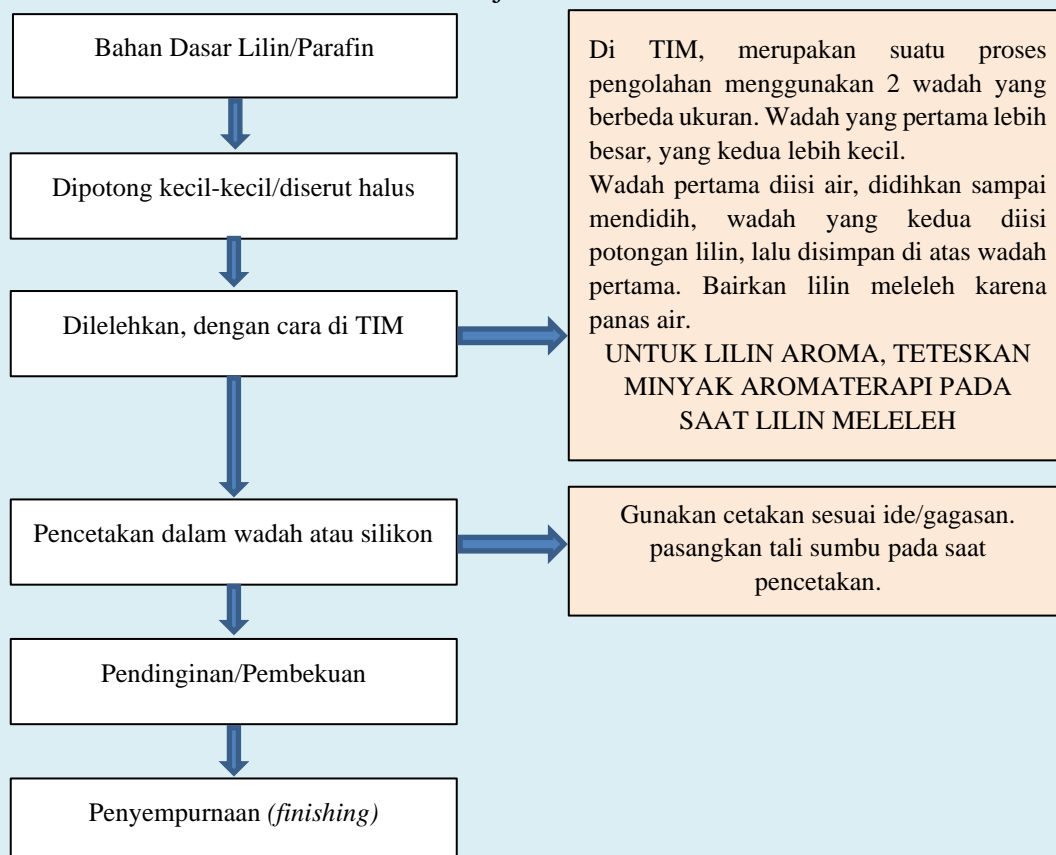 Bahan Dasar Lilin/Parafin
Dipotong kecil-kecil/diserut halus
Dilelehkan, dengan cara di TIM
Di TIM, merupakan suatu proses
pengolahan menggunakan 2 wadah yang
berbeda ukuran. Wadah yang pertama lebih
besar, yang kedua lebih kecil.
Wadah pertama diisi air, didihkan sampai
mendidih, wadah yang kedua diisi
potongan lilin, lalu disimpan di atas wadah
pertama. Bairkan lilin meleleh karena
panas air.
UNTUK LILIN AROMA, TETESKAN
MINYAK AROMATERAPI PADA
SAAT LILIN MELELEH
Pencetakan dalam wadah atau silikon
Gunakan cetakan sesuai ide/gagasan.
pasangkan tali sumbu pada saat
pencetakan.
Pendinginan/Pembekuan
Penyempurnaan (finishing)